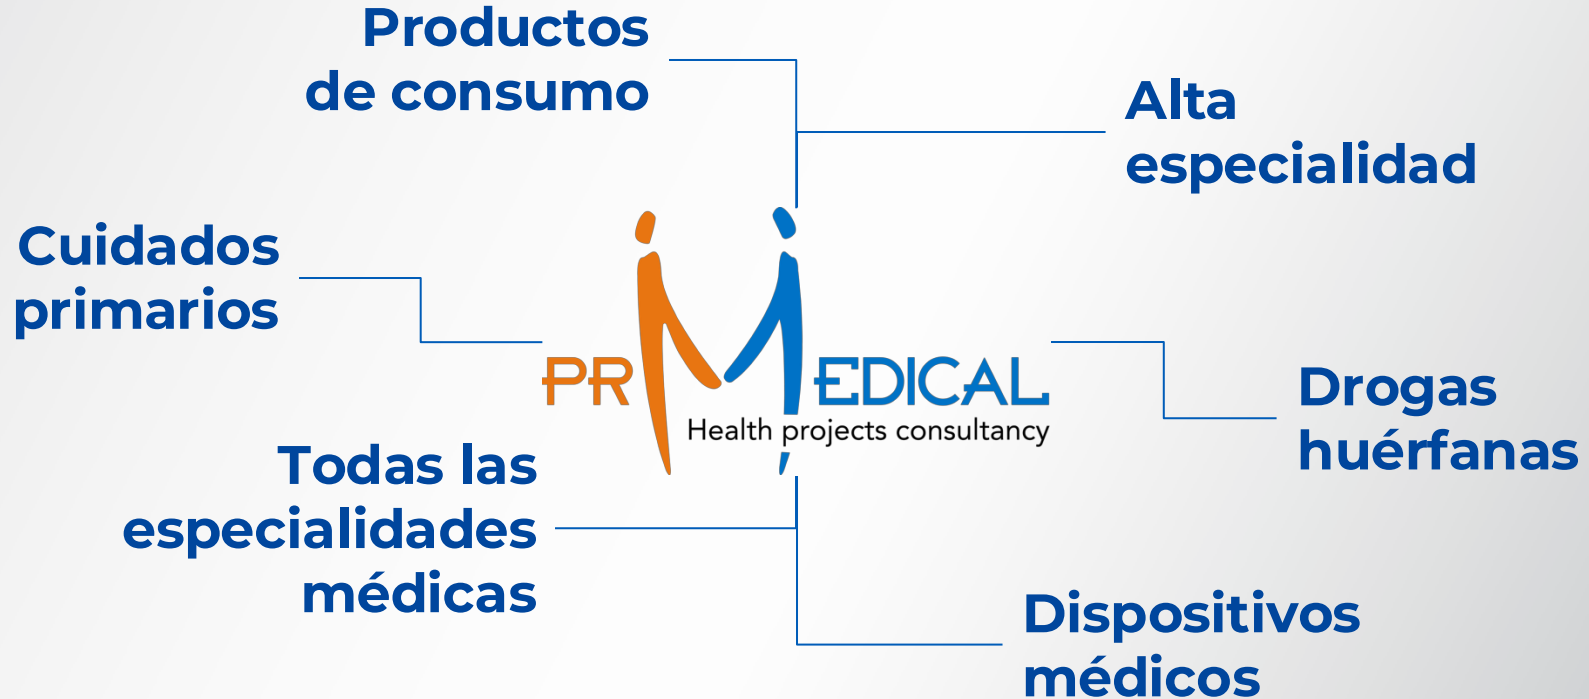 Productos
de consumo
Alta
especialidad
Cuidados
primarios
PRMEDICAL
Health projects consultancy
Drogas
huérfanas
Todas las
especialidades
médicas
Dispositivos
médicos